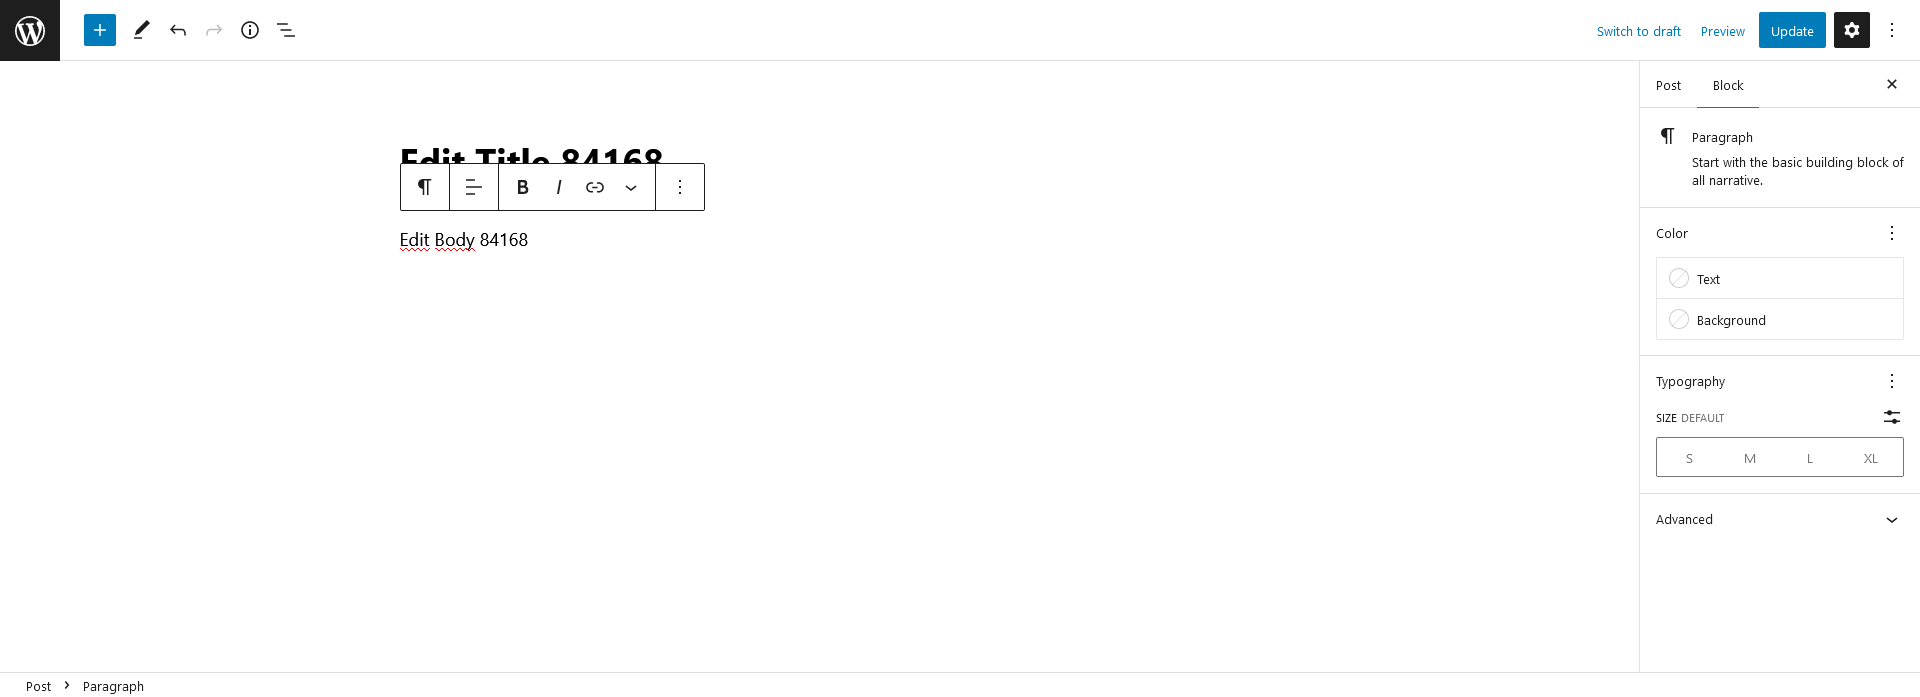 Switch to draft Preview Update
Post Block
Edit Title 84168
B I
Edit Body 84168
Paragraph
Start with the basic building block of
all narrative.
Color
Text
Background
Typography
SIZE DEFAULT
S M L XL
Advanced
Post Paragraph